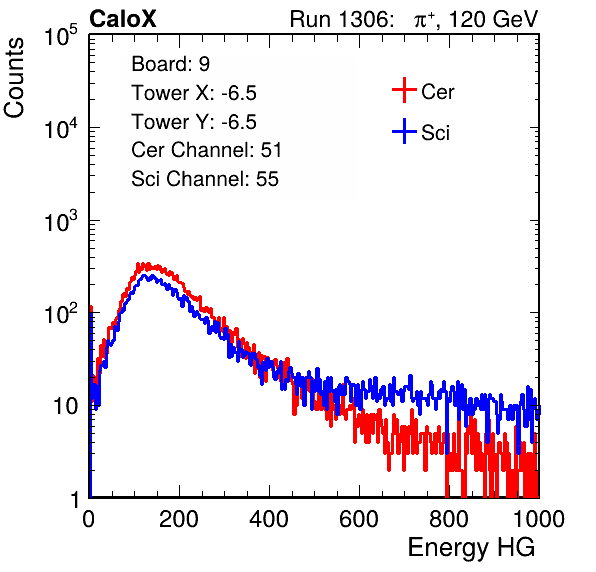 CaloX Run 1306: π⁺, 120 GeV
Counts
10⁵
10⁴
10³
10²
10
1
Board: 9
Tower X: -6.5
Tower Y: -6.5
Cer Channel: 51
Sci Channel: 55
Cer
Sci
0 200 400 600 800 1000
Energy HG